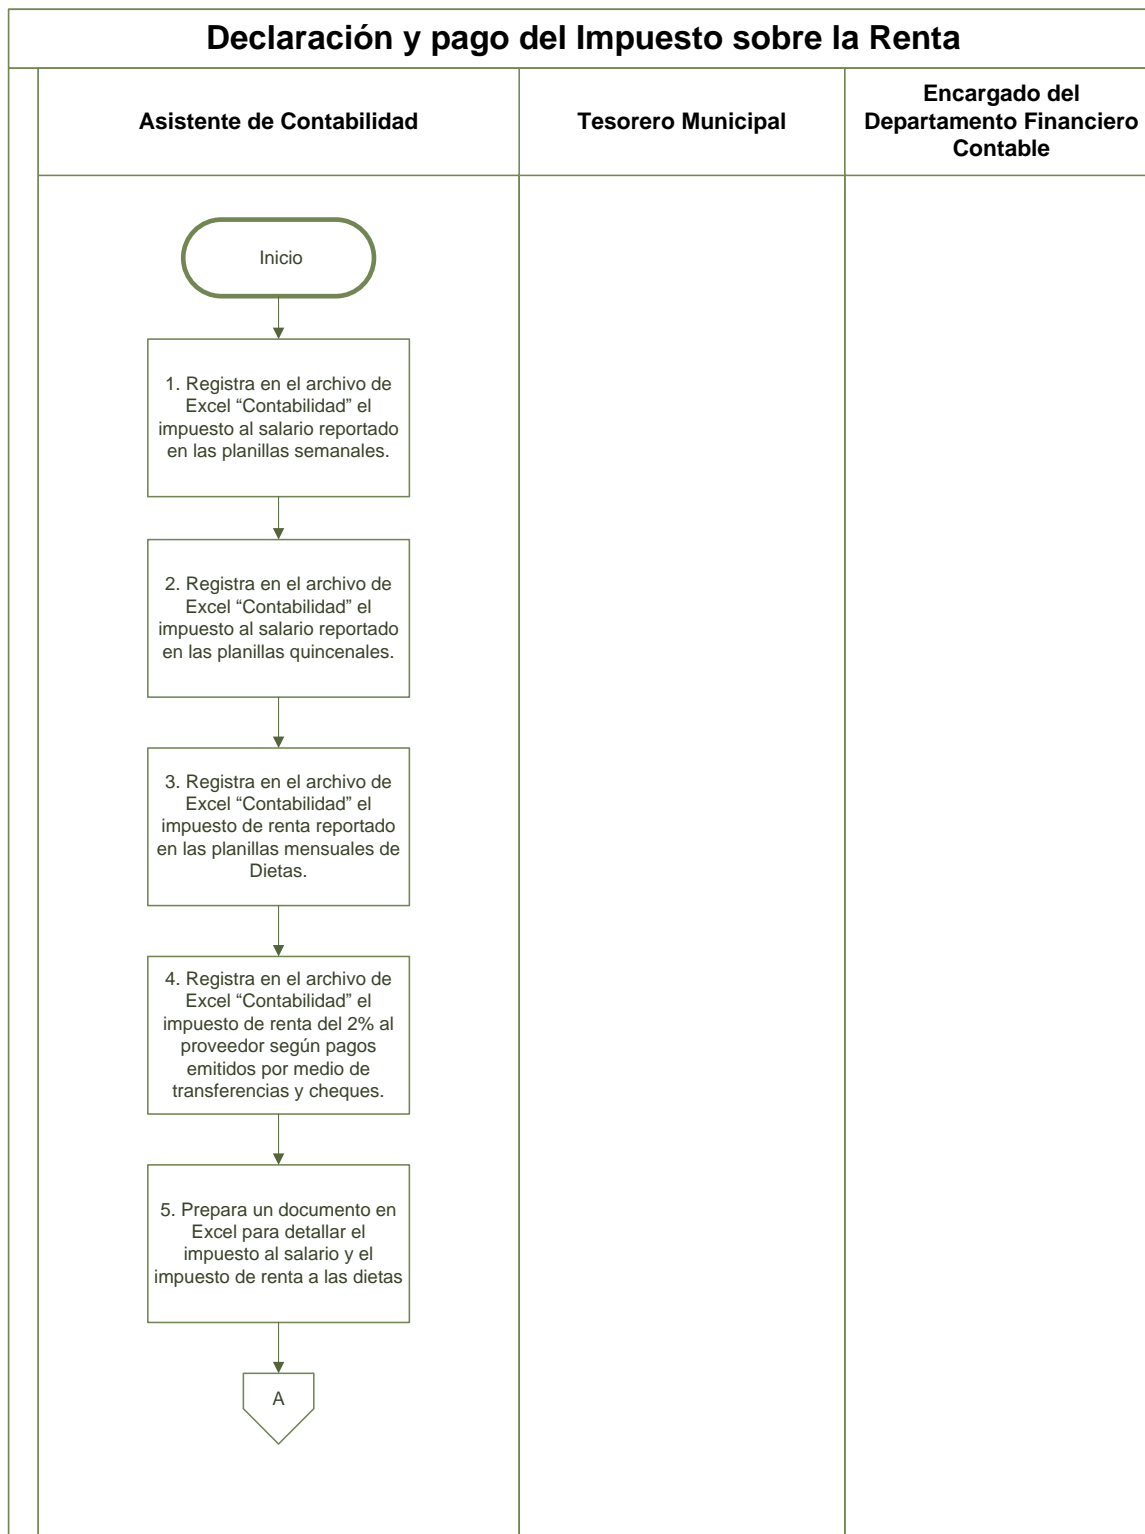 Declaración y pago del Impuesto sobre la Renta
Asistente de Contabilidad
Tesorero Municipal
Encargado del
Departamento Financiero
Contable
Inicio
1. Registra en el archivo de
Excel “Contabilidad” el
impuesto al salario reportado
en las planillas semanales.
2. Registra en el archivo de
Excel “Contabilidad” el
impuesto al salario reportado
en las planillas quincenales.
3. Registra en el archivo de
Excel “Contabilidad” el
impuesto de renta reportado
en las planillas mensuales de
Dietas.
4. Registra en el archivo de
Excel “Contabilidad” el
impuesto de renta del 2% al
proveedor según pagos
emitidos por medio de
transferencias y cheques.
5. Prepara un documento en
Excel para detallar el
impuesto al salario y el
impuesto de renta a las dietas
A